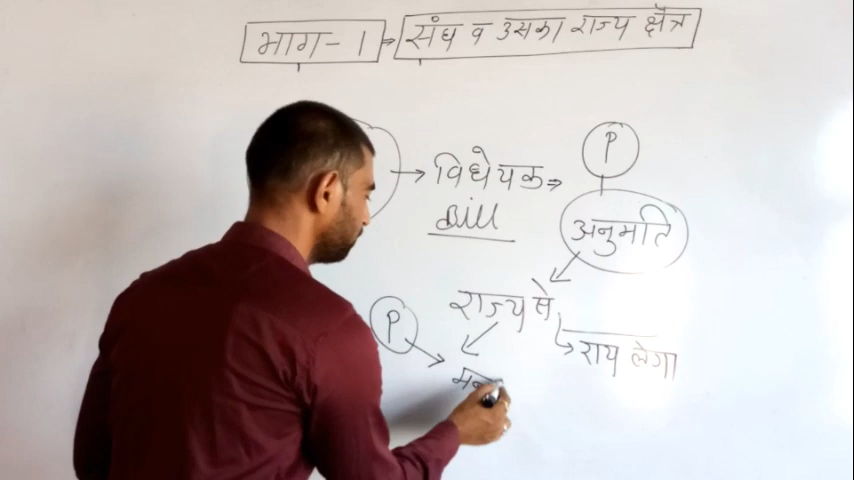 भाग-1 ⇒ संघ व उसका राज्य क्षेत्र
→ विधेयक ⇒
Bill
P
अनुमति
राज्य से
राय लेगा
P